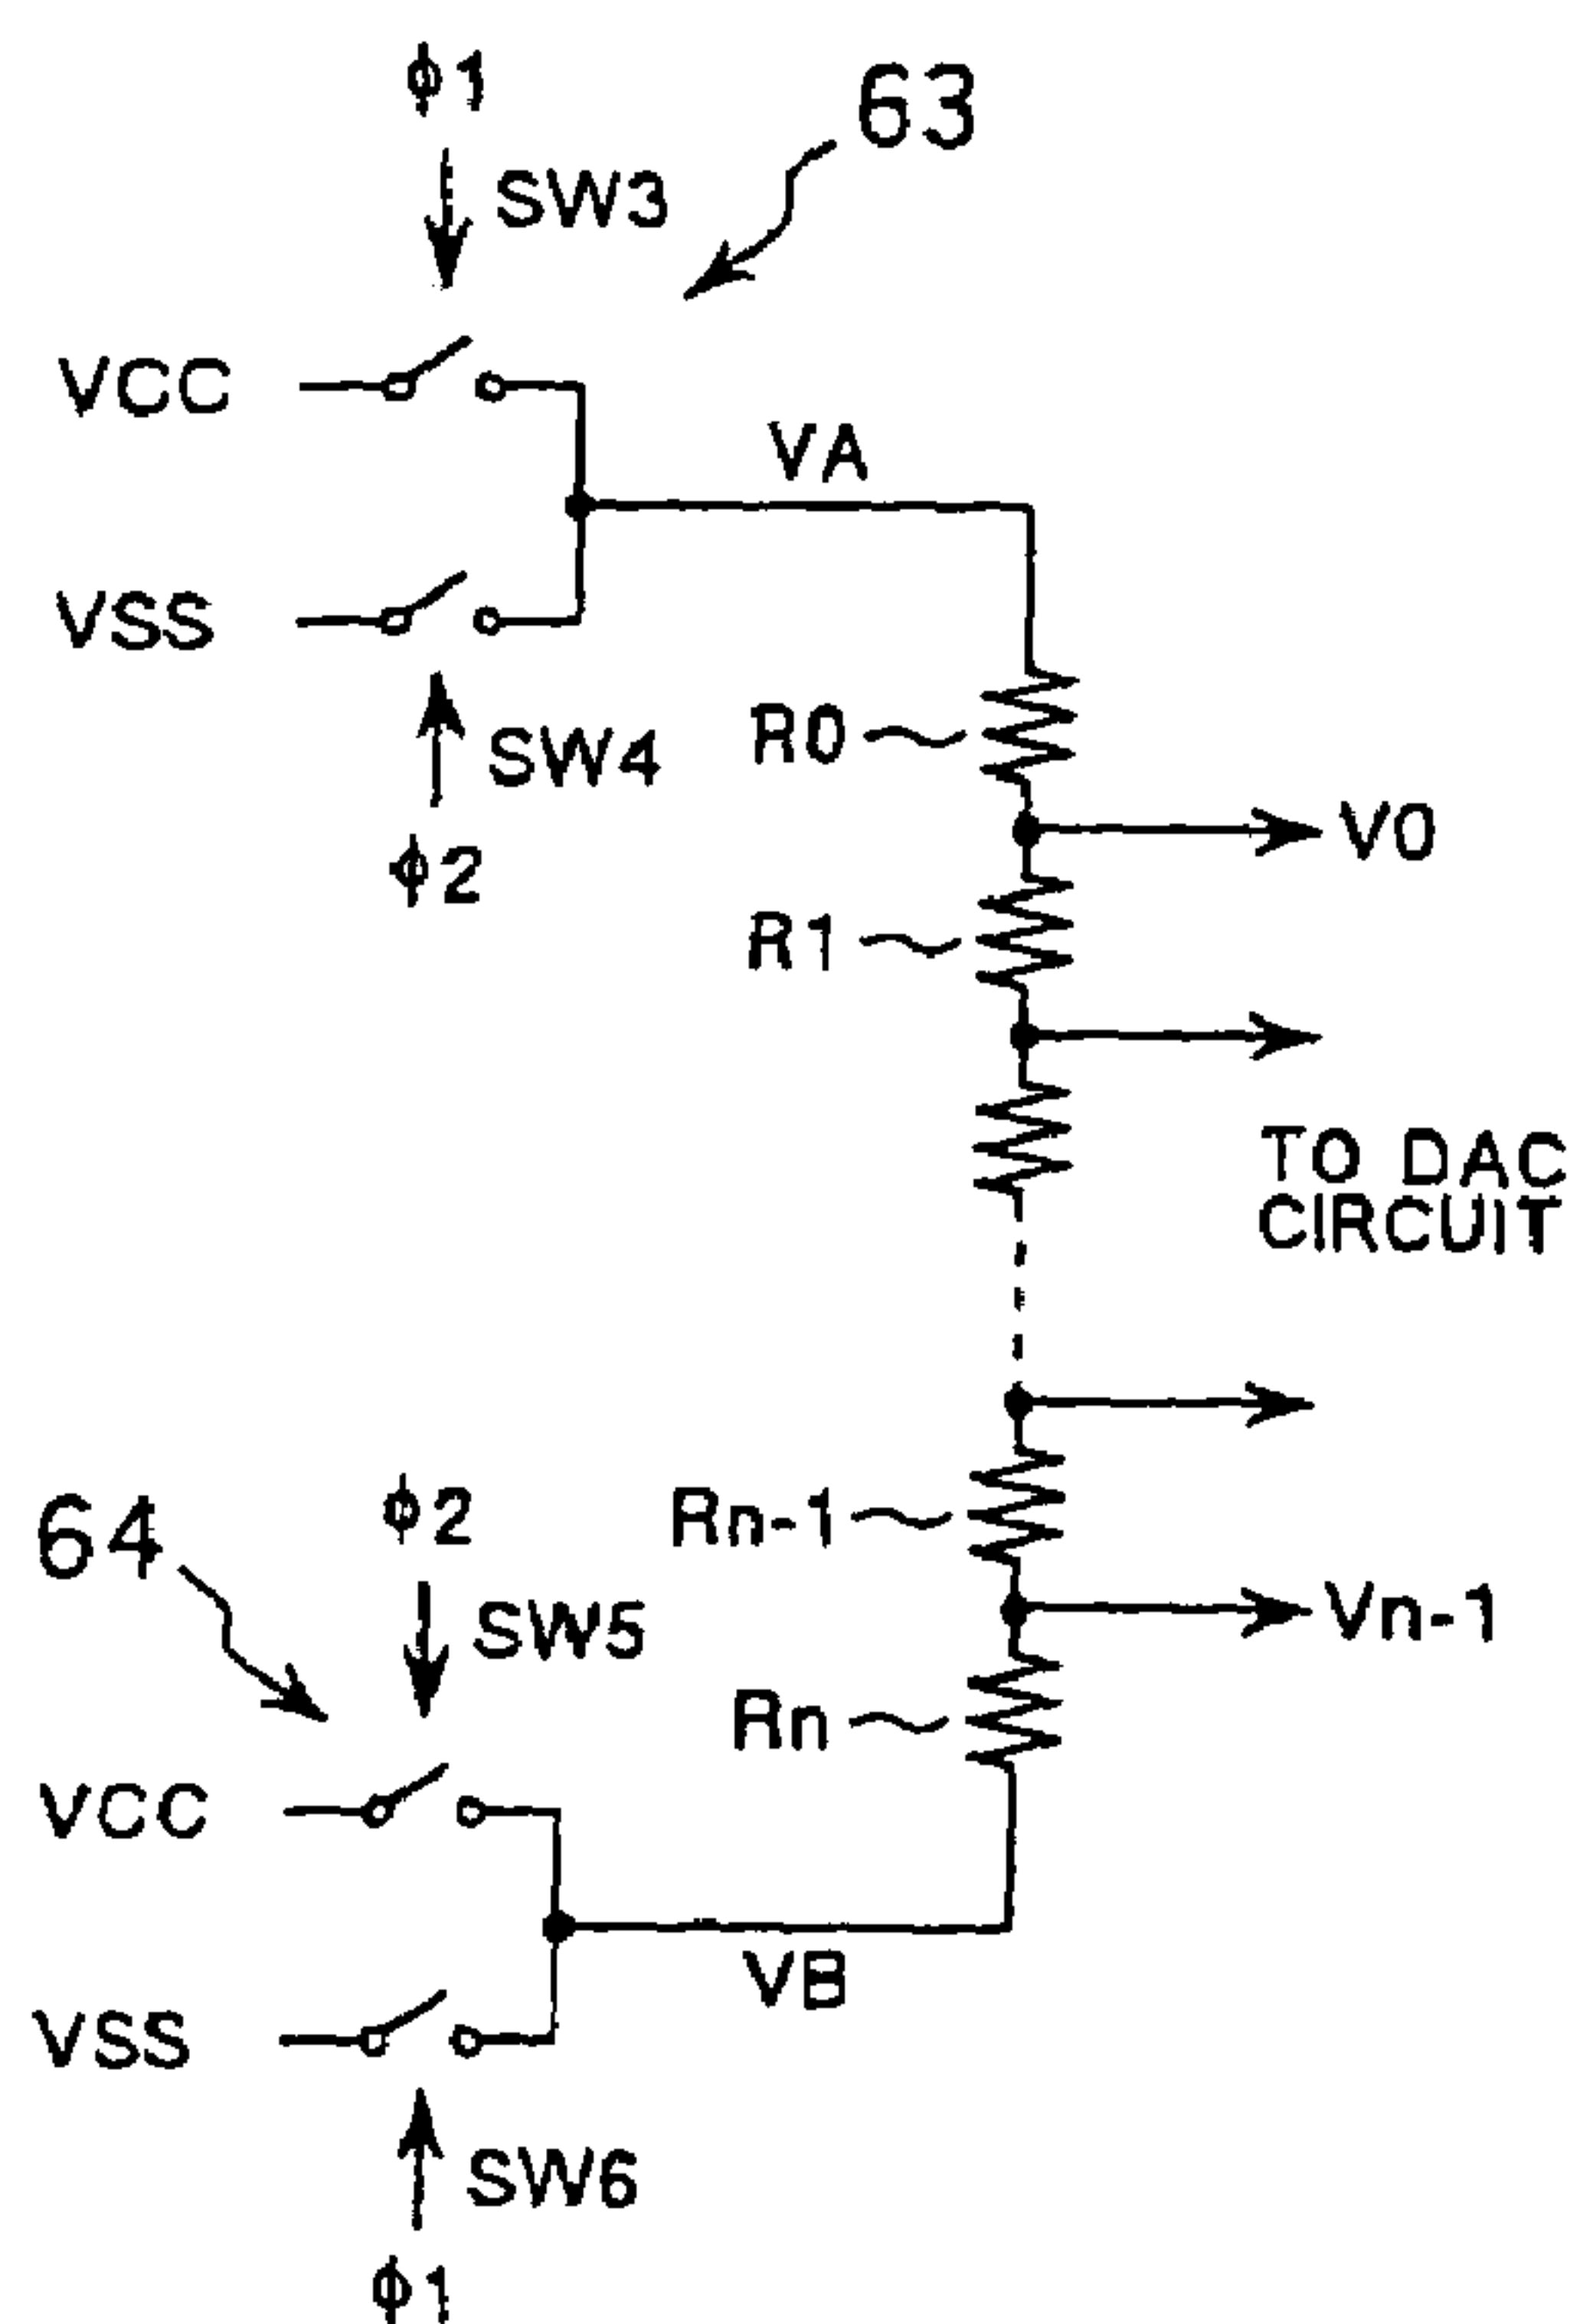 ϕ1
63
SW3
VCC
VA
VSS
R0
SW4
V0
ϕ2
R1
TO DAC
CIRCUIT
ϕ2
Rn-1
64
SW5
Vn-1
Rn
VCC
VB
VSS
SW6
ϕ1